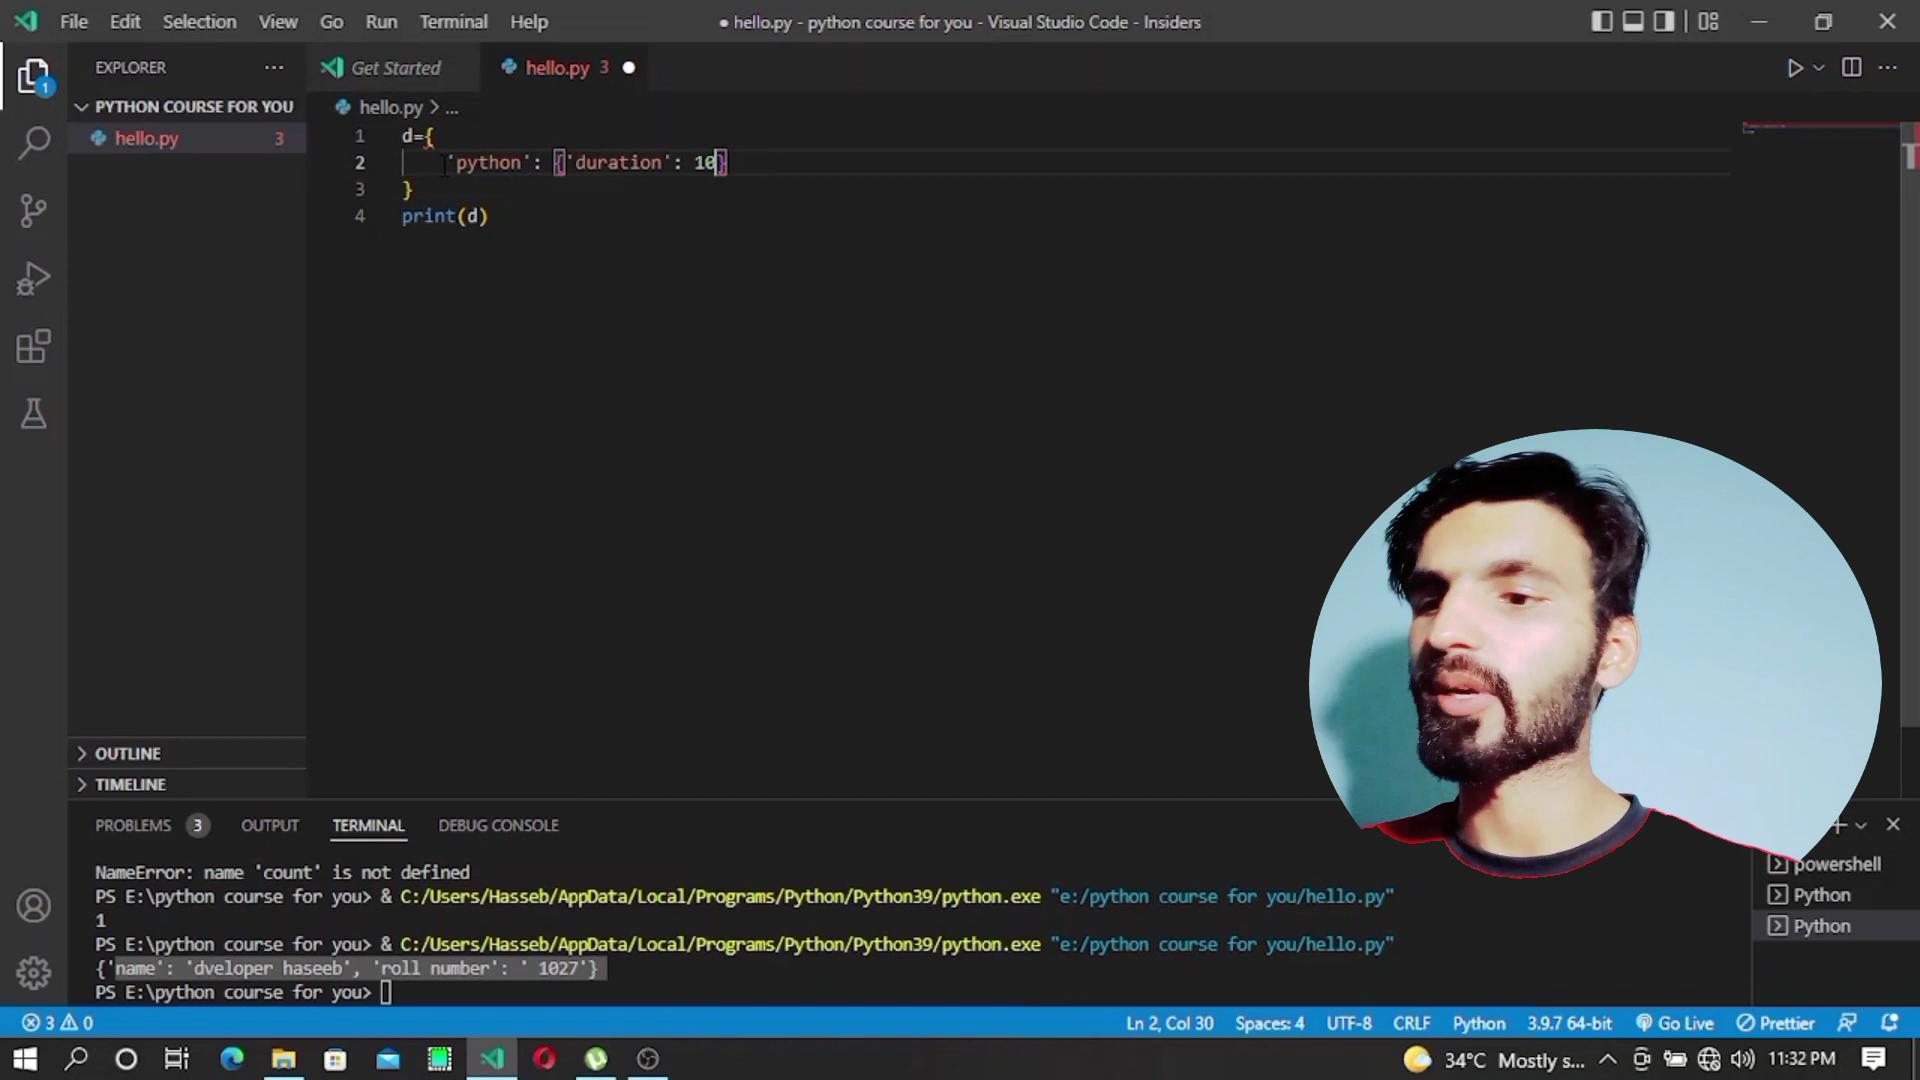 File Edit Selection View Go Run Terminal Help
● hello.py - python course for you - Visual Studio Code - Insiders
EXPLORER ...
Get Started
hello.py 3 ●
PYTHON COURSE FOR YOU
hello.py > ...
hello.py 3
1 d={
2 'python': {'duration': 10}
3 }
4 print(d)
OUTLINE
TIMELINE
PROBLEMS 3 OUTPUT TERMINAL DEBUG CONSOLE
NameError: name 'count' is not defined
PS E:\python course for you> & C:/Users/Hasseb/AppData/Local/Programs/Python/Python39/python.exe "e:/python course for you/hello.py"
1
PS E:\python course for you> & C:/Users/Hasseb/AppData/Local/Programs/Python/Python39/python.exe "e:/python course for you/hello.py"
{'name': 'dveloper haseeb', 'roll number': ' 1027'}
PS E:\python course for you>
powershell
Python
Python
3 0
Ln 2, Col 30 Spaces: 4 UTF-8 CRLF Python 3.9.7 64-bit Go Live Prettier
34°C Mostly s... 11:32 PM